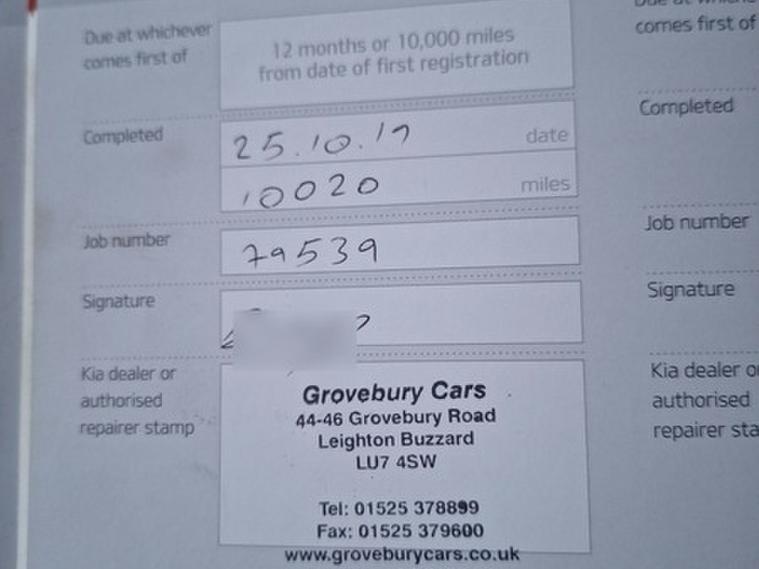 Due at whichever
comes first of
12 months or 10,000 miles
from date of first registration
Completed
25.10.17 date
10020 miles
Job number
79539
Signature
Kia dealer or
authorised
repairer stamp
Grovebury Cars
44-46 Grovebury Road
Leighton Buzzard
LU7 4SW
Tel: 01525 378899
Fax: 01525 379600
www.groveburycars.co.uk
comes first of
Completed
Job number
Signature
Kia dealer o
authorised
repairer sta